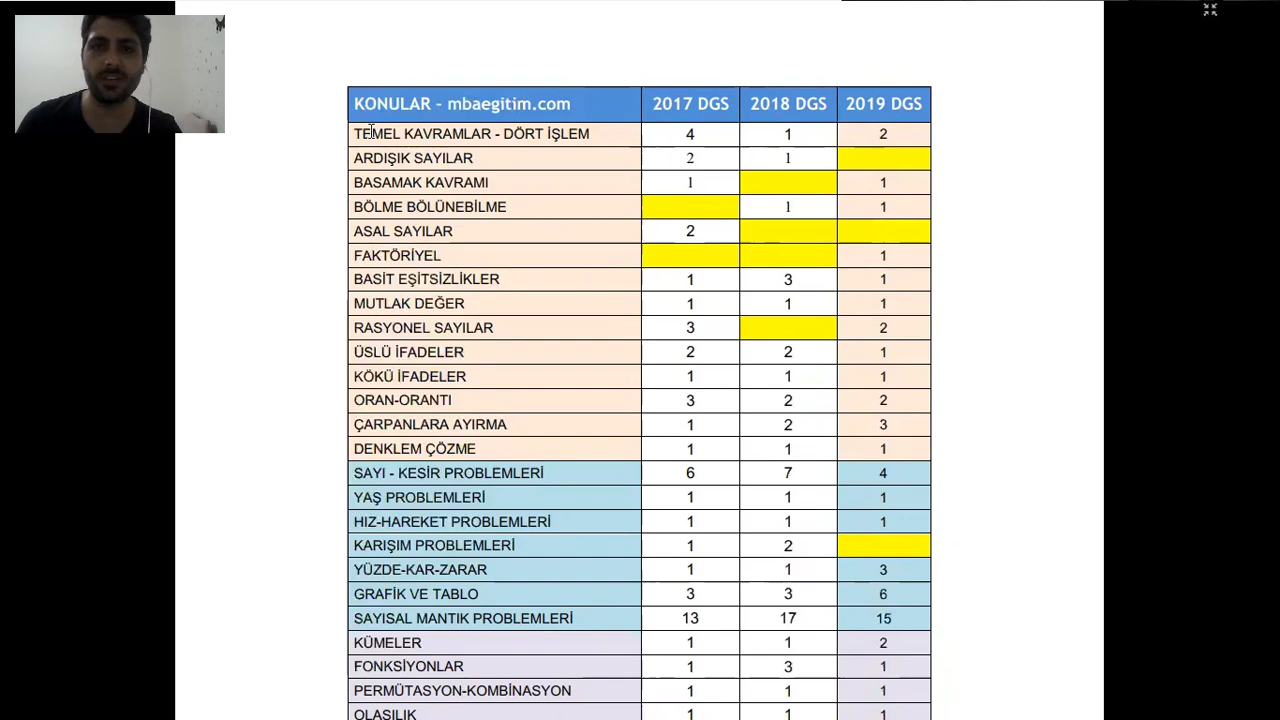 KONULAR - mbaegitim.com 2017 DGS 2018 DGS 2019 DGS
TEMEL KAVRAMLAR - DÖRT İŞLEM 4 1 2
ARDIŞIK SAYILAR 2 1
BASAMAK KAVRAMI 1 1
BÖLME BÖLÜNEBİLME 1 1
ASAL SAYILAR 2
FAKTÖRİYEL 1
BASİT EŞİTSİZLİKLER 1 3 1
MUTLAK DEĞER 1 1 1
RASYONEL SAYILAR 3 2
ÜSLÜ İFADELER 2 2 1
KÖKÜ İFADELER 1 1 1
ORAN-ORANTI 3 2 2
ÇARPANLARA AYIRMA 1 2 3
DENKLEM ÇÖZME 1 1 1
SAYI - KESİR PROBLEMLERİ 6 7 4
YAŞ PROBLEMLERİ 1 1 1
HIZ-HAREKET PROBLEMLERİ 1 1 1
KARIŞIM PROBLEMLERİ 1 2
YÜZDE-KAR-ZARAR 1 1 3
GRAFİK VE TABLO 3 3 6
SAYISAL MANTIK PROBLEMLERİ 13 17 15
KÜMELER 1 1 2
FONKSİYONLAR 1 3 1
PERMÜTASYON-KOMBİNASYON 1 1 1
OLASILIK 1 1 1